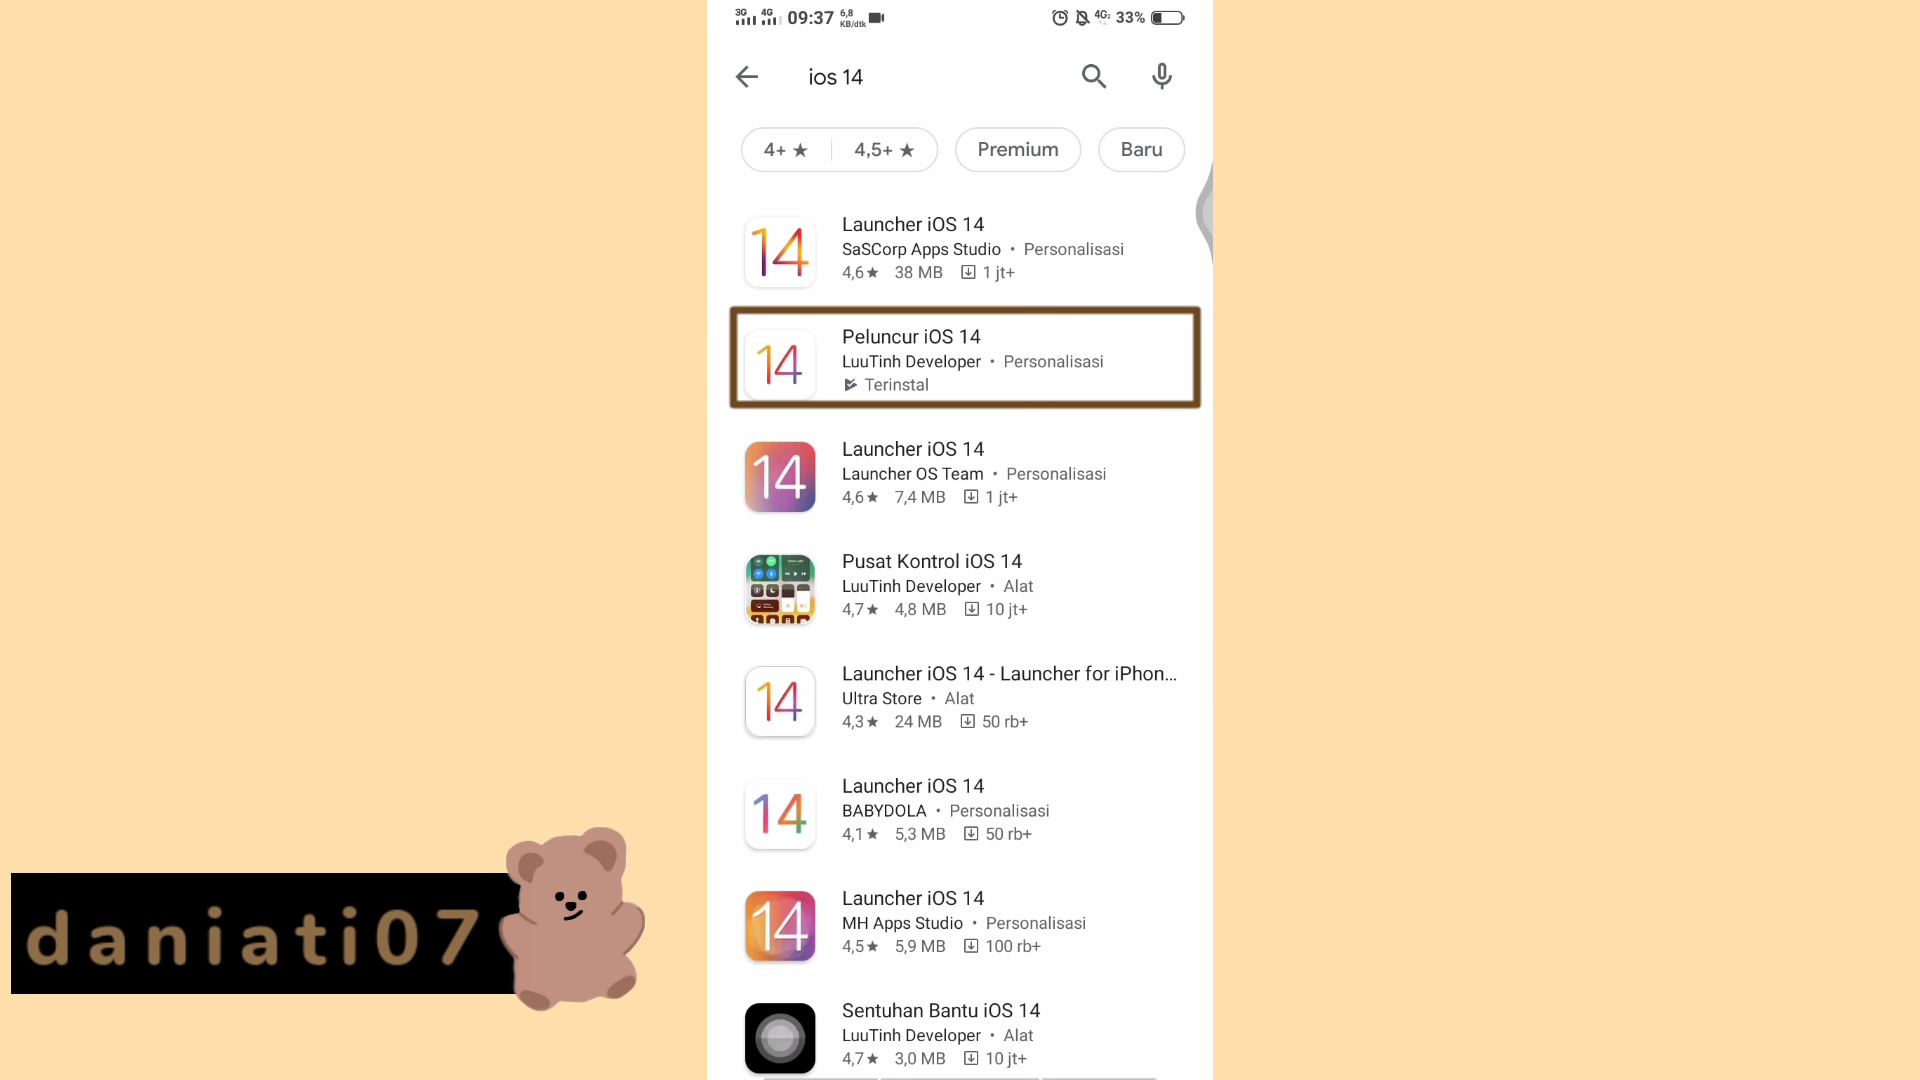 3G 4G 09:37 6,8 KB/dtk 4G 33%
ios 14
4+ ★ 4,5+ ★ Premium Baru
14
Launcher iOS 14
SaSCorp Apps Studio • Personalisasi
4,6★ 38 MB 1 jt+
14
Peluncur iOS 14
LuuTinh Developer • Personalisasi
Terinstal
14
Launcher iOS 14
Launcher OS Team • Personalisasi
4,6★ 7,4 MB 1 jt+
Pusat Kontrol iOS 14
LuuTinh Developer • Alat
4,7★ 4,8 MB 10 jt+
14
Launcher iOS 14 - Launcher for iPhon...
Ultra Store • Alat
4,3★ 24 MB 50 rb+
14
Launcher iOS 14
BABYDOLA • Personalisasi
4,1★ 5,3 MB 50 rb+
14
Launcher iOS 14
MH Apps Studio • Personalisasi
4,5★ 5,9 MB 100 rb+
Sentuhan Bantu iOS 14
LuuTinh Developer • Alat
4,7★ 3,0 MB 10 jt+
daniati07